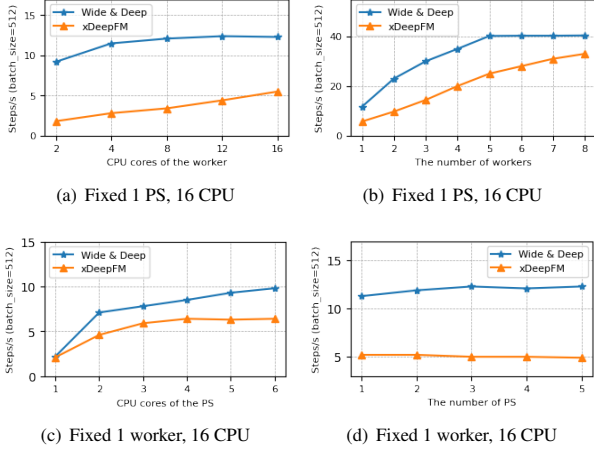 Steps/s (batch_size=512)
15
10
5
0
Wide & Deep
xDeepFM
2 4 8 12 16
CPU cores of the worker
(a) Fixed 1 PS, 16 CPU
Steps/s (batch_size=512)
40
20
0
Wide & Deep
xDeepFM
1 2 3 4 5 6 7 8
The number of workers
(b) Fixed 1 PS, 16 CPU
Steps/s (batch_size=512)
15
10
5
0
Wide & Deep
xDeepFM
1 2 3 4 5 6
CPU cores of the PS
(c) Fixed 1 worker, 16 CPU
Steps/s (batch_size=512)
15
10
5
Wide & Deep
xDeepFM
1 2 3 4 5
The number of PS
(d) Fixed 1 worker, 16 CPU